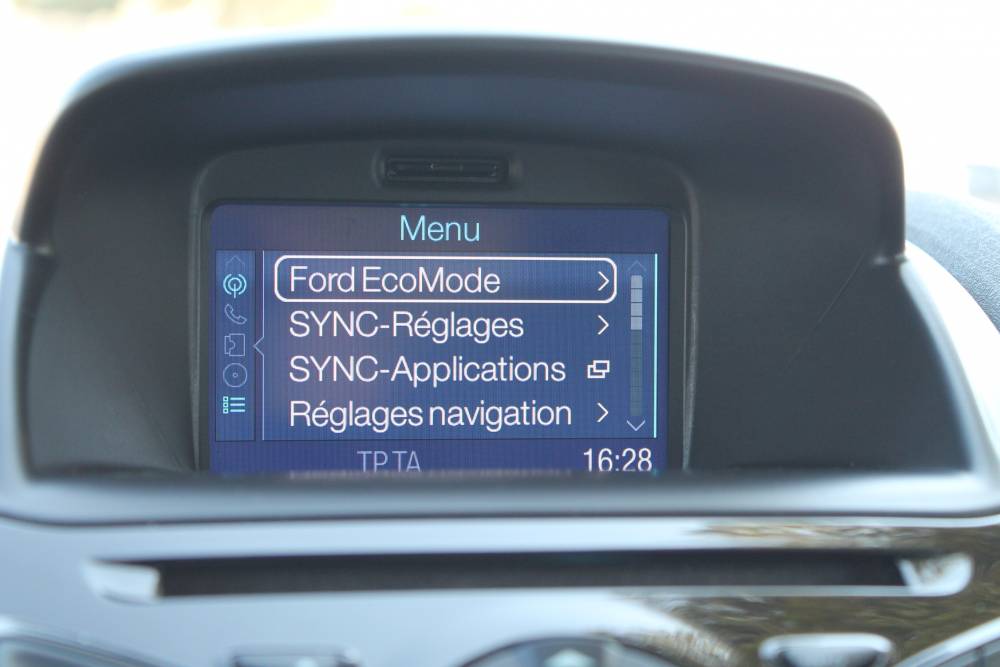 Menu
Ford EcoMode
SYNC-Réglages
SYNC-Applications
Réglages navigation
TP TA 16:28